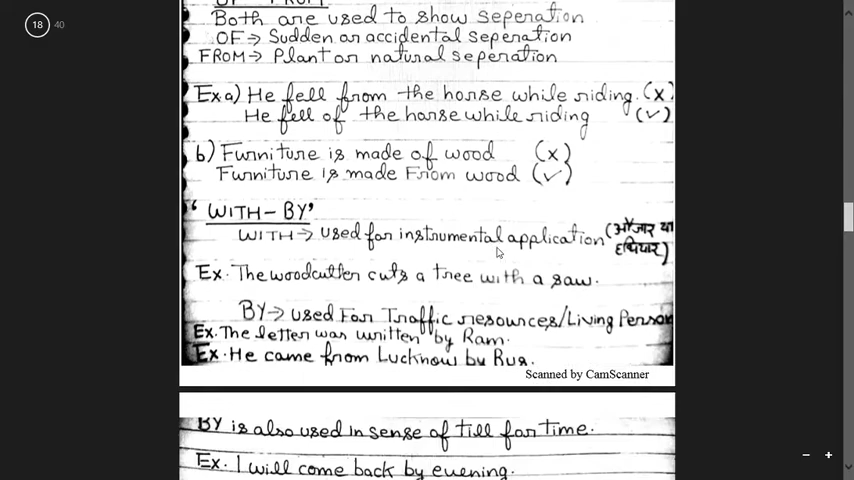 18 40
OF - FROM
Both are used to show seperation
OF => Sudden or accidental seperation
FROM => Plant or natural seperation
Ex a) He fell from the horse while riding. (x)
He fell of the horse while riding (✓)
b) Furniture is made of wood (x)
Furniture is made From wood (✓)
"WITH - BY"
WITH → used for instrumental application (औजार या हथियार)
Ex. The woodcutter cuts a tree with a saw.
BY → used For Traffic resources/Living Person
Ex. The letter was written by Ram.
Ex. He came from Lucknow by Bus.
Scanned by CamScanner
BY is also used in sense of till for time.
Ex. I will come back by evening.